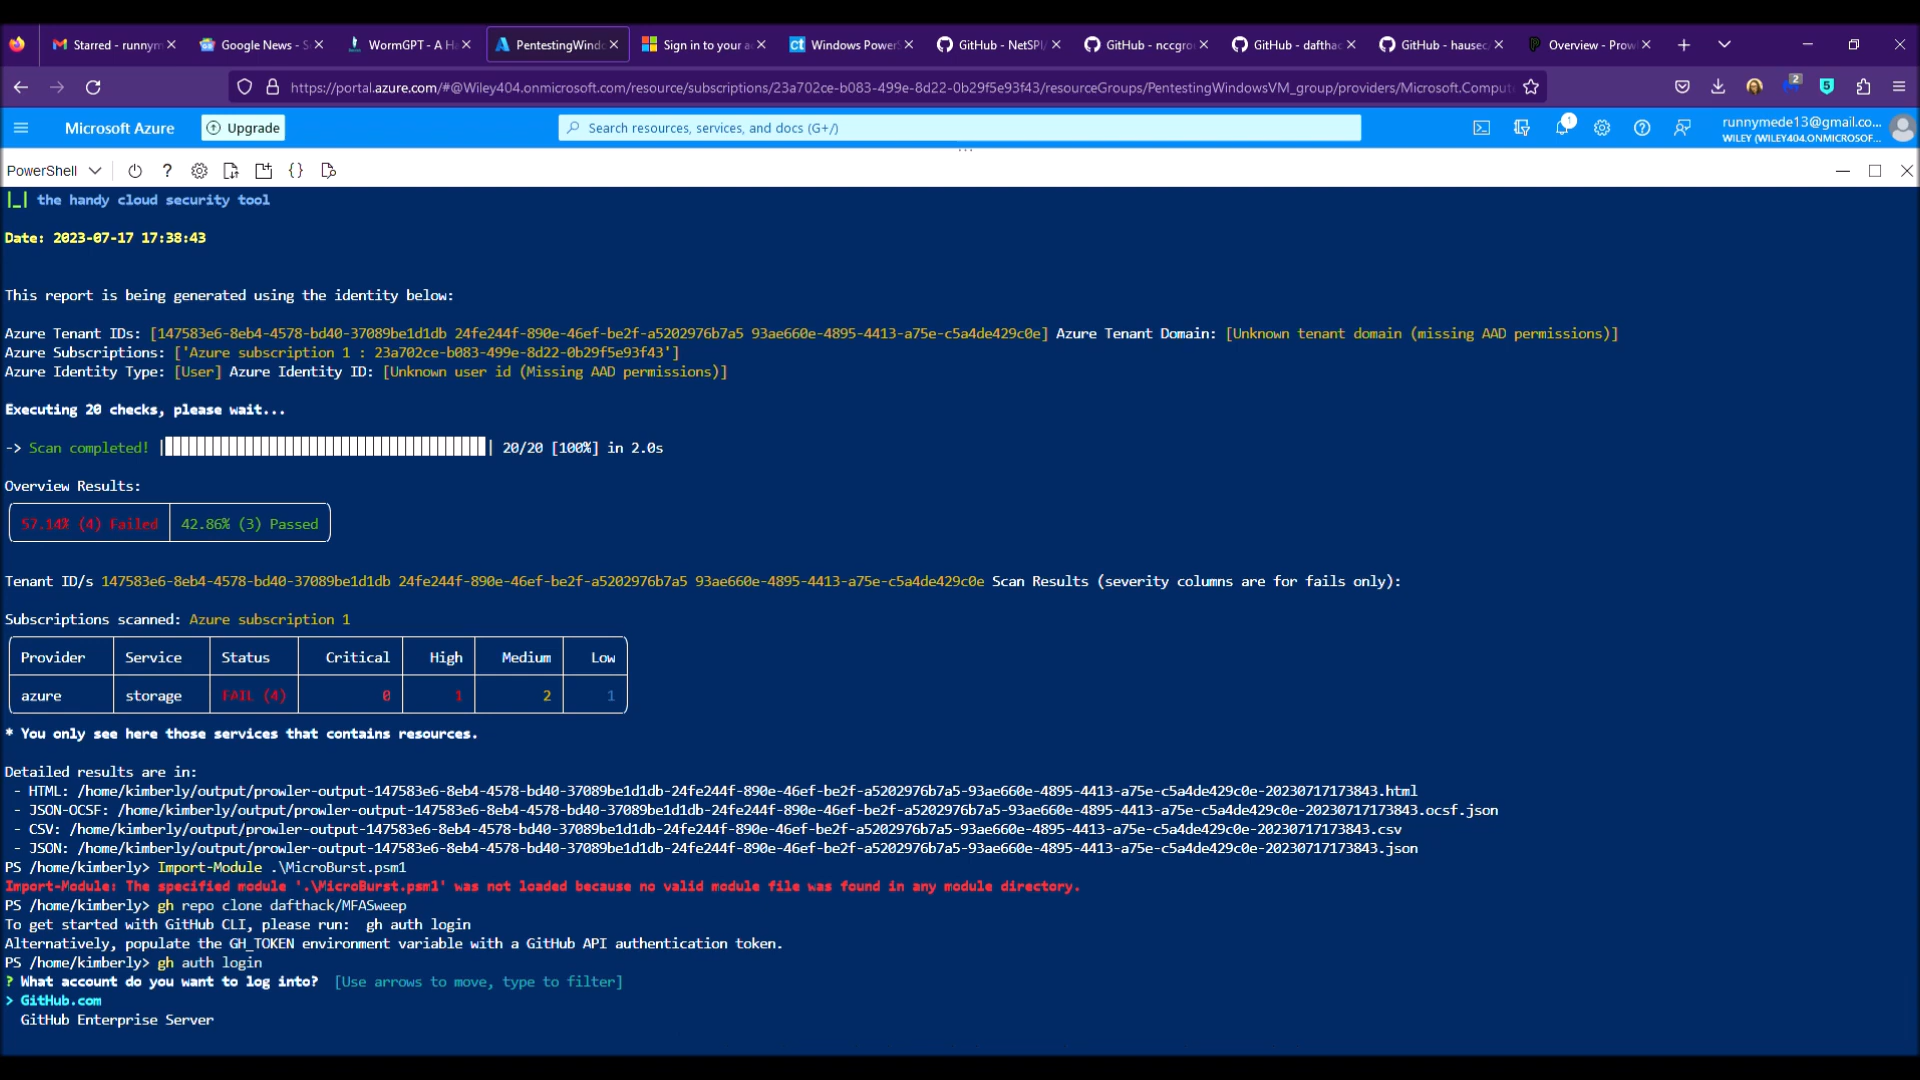 Starred - runnym
Google News - S
WormGPT - A Ha
PentestingWindo
Sign in to your a
Windows PowerS
GitHub - NetSPI/
GitHub - nccgro
GitHub - dafthac
GitHub - hausec
Overview - Prowl
https://portal.azure.com/#@Wiley404.onmicrosoft.com/resource/subscriptions/23a702ce-b083-499e-8d22-0b29f5e93f43/resourceGroups/PentestingWindowsVM_group/providers/Microsoft.Comput
2
5
Microsoft Azure
Upgrade
Search resources, services, and docs (G+/)
1
runnymede13@gmail.co...
WILEY (WILEY404.ONMICROSOF...
PowerShell
|_| the handy cloud security tool
Date: 2023-07-17 17:38:43
This report is being generated using the identity below:
Azure Tenant IDs: [147583e6-8eb4-4578-bd40-37089be1d1db 24fe244f-890e-46ef-be2f-a5202976b7a5 93ae660e-4895-4413-a75e-c5a4de429c0e] Azure Tenant Domain: [Unknown tenant domain (missing AAD permissions)]
Azure Subscriptions: ['Azure subscription 1 : 23a702ce-b083-499e-8d22-0b29f5e93f43']
Azure Identity Type: [User] Azure Identity ID: [Unknown user id (Missing AAD permissions)]
Executing 20 checks, please wait...
-> Scan completed! | | 20/20 [100%] in 2.0s
Overview Results:
57.14% (4) Failed 42.86% (3) Passed
Tenant ID/s 147583e6-8eb4-4578-bd40-37089be1d1db 24fe244f-890e-46ef-be2f-a5202976b7a5 93ae660e-4895-4413-a75e-c5a4de429c0e Scan Results (severity columns are for fails only):
Subscriptions scanned: Azure subscription 1
Provider Service Status Critical High Medium Low
azure storage FAIL (4) 0 1 2 1
* You only see here those services that contains resources.
Detailed results are in:
- HTML: /home/kimberly/output/prowler-output-147583e6-8eb4-4578-bd40-37089be1d1db-24fe244f-890e-46ef-be2f-a5202976b7a5-93ae660e-4895-4413-a75e-c5a4de429c0e-20230717173843.html
- JSON-OCSF: /home/kimberly/output/prowler-output-147583e6-8eb4-4578-bd40-37089be1d1db-24fe244f-890e-46ef-be2f-a5202976b7a5-93ae660e-4895-4413-a75e-c5a4de429c0e-20230717173843.ocsf.json
- CSV: /home/kimberly/output/prowler-output-147583e6-8eb4-4578-bd40-37089be1d1db-24fe244f-890e-46ef-be2f-a5202976b7a5-93ae660e-4895-4413-a75e-c5a4de429c0e-20230717173843.csv
- JSON: /home/kimberly/output/prowler-output-147583e6-8eb4-4578-bd40-37089be1d1db-24fe244f-890e-46ef-be2f-a5202976b7a5-93ae660e-4895-4413-a75e-c5a4de429c0e-20230717173843.json
PS /home/kimberly> Import-Module .\MicroBurst.psm1
Import-Module: The specified module '.\MicroBurst.psm1' was not loaded because no valid module file was found in any module directory.
PS /home/kimberly> gh repo clone dafthack/MFASweep
To get started with GitHub CLI, please run:  gh auth login
Alternatively, populate the GH_TOKEN environment variable with a GitHub API authentication token.
PS /home/kimberly> gh auth login
? What account do you want to log into?  [Use arrows to move, type to filter]
> GitHub.com
GitHub Enterprise Server